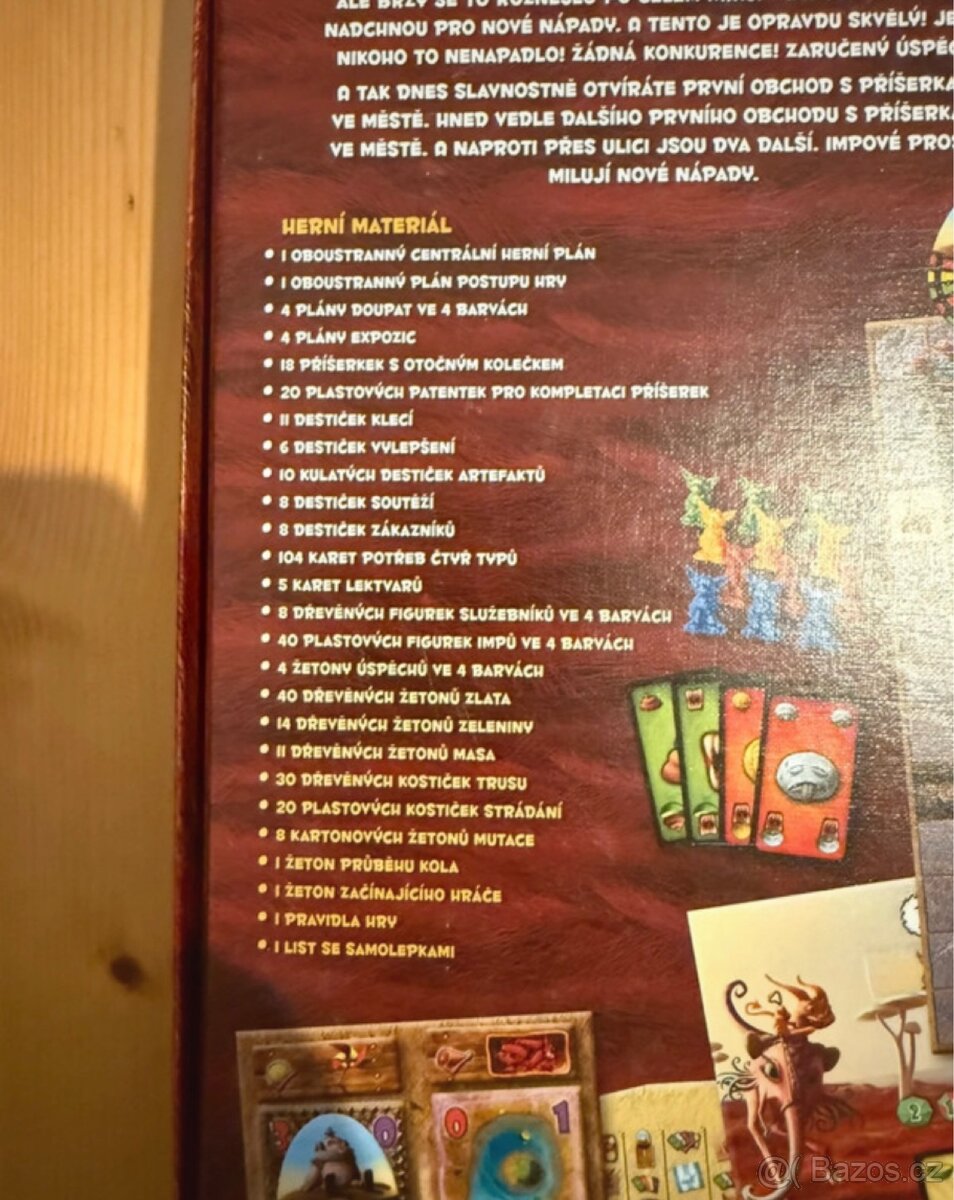 NADCHNOU PRO NOVÉ NÁPADY. A TENTO JE OPRAVDU SKVĚLÝ!
NIKOHO TO NENAPADLO! ŽÁDNÁ KONKURENCE! ZARUČENÝ
A TAK DNES SLAVNOSTNĚ OTVÍRÁTE PRVNÍ OBCHOD S
VE MĚSTĚ. HNED VEDLE DALŠÍHO PRVNÍHO OBCHODU S
VE MĚSTĚ. A NAPROTI PŘES ULICI JSOU DVA DALŠÍ. IMPOVÉ
MILUJÍ NOVÉ NÁPADY.
HERNÍ MATERIÁL
• 1 OBOUSTRANNÝ CENTRÁLNÍ HERNÍ PLÁN
• 1 OBOUSTRANNÝ PLÁN POSTUPU HRY
• 4 PLÁNY DOUPAT VE 4 BARVÁCH
• 4 PLÁNY EXPOZIC
• 18 PŘÍŠERKEK S OTOČNÝM KOLEČKEM
• 20 PLASTOVÝCH PATENTEK PRO KOMPLETACI PŘÍŠEREK
• 11 DESTIČEK KLECÍ
• 6 DESTIČEK VYLEPŠENÍ
• 10 KULATÝCH DESTIČEK ARTEFAKTŮ
• 8 DESTIČEK SOUTĚŽÍ
• 8 DESTIČEK ZÁKAZNÍKŮ
• 104 KARET POTŘEB ČTYŘ TYPŮ
• 5 KARET LEKTVARŮ
• 8 DŘEVĚNÝCH FIGUREK SLUŽEBNÍKŮ VE 4 BARVÁCH
• 40 PLASTOVÝCH FIGUREK IMPŮ VE 4 BARVÁCH
• 4 ŽETONY ÚSPĚCHŮ VE 4 BARVÁCH
• 40 DŘEVĚNÝCH ŽETONŮ ZLATA
• 14 DŘEVĚNÝCH ŽETONŮ ZELENINY
• 11 DŘEVĚNÝCH ŽETONŮ MASA
• 30 DŘEVĚNÝCH KOSTIČEK TRUSU
• 20 PLASTOVÝCH KOSTIČEK STRÁDÁNÍ
• 8 KARTONOVÝCH ŽETONŮ MUTACE
• 1 ŽETON PRŮBĚHU KOLA
• 1 ŽETON ZAČÍNAJÍCÍHO HRÁČE
• 1 PRAVIDLA HRY
• 1 LIST SE SAMOLEPKAMI
0 0 1
2
Bazos.cz